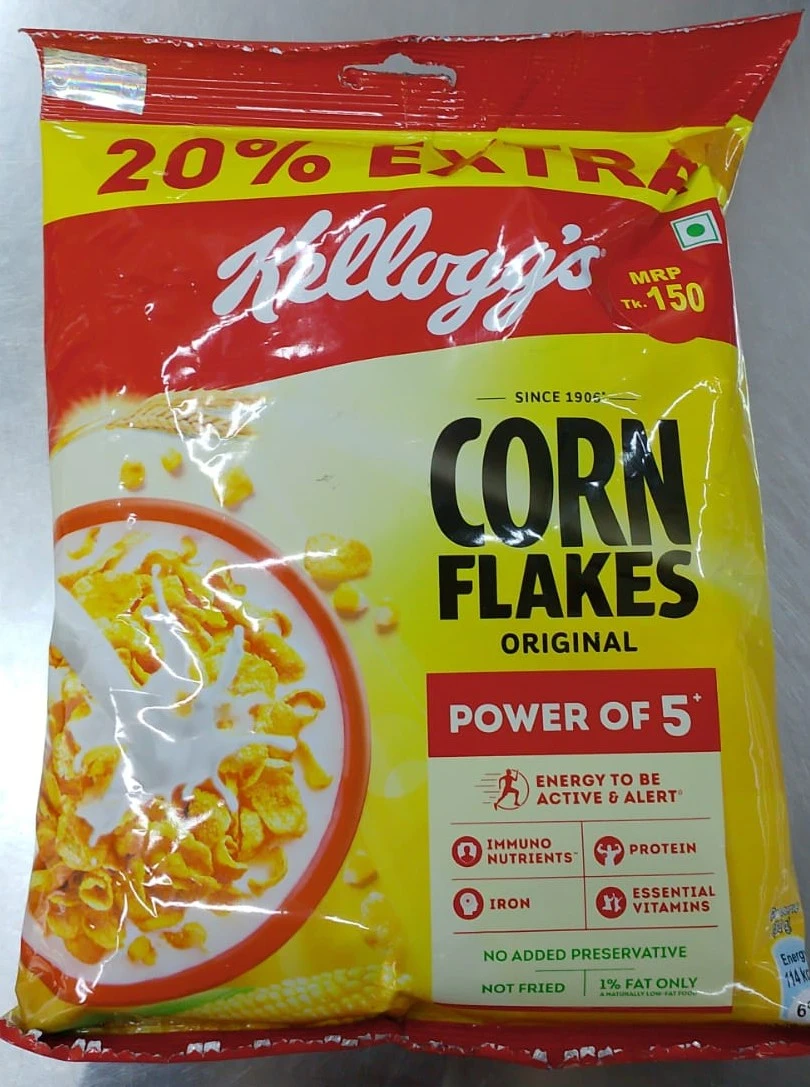 20% EXTRA
Kellogg's
MRP
Tk.150
SINCE 1906*
CORN
FLAKES
ORIGINAL
POWER OF 5+
ENERGY TO BE
ACTIVE & ALERT
IMMUNO
NUTRIENTS
PROTEIN
IRON
ESSENTIAL
VITAMINS
NO ADDED PRESERVATIVE
NOT FRIED
1% FAT ONLY
A NATURALLY LOW-FAT FOOD
114